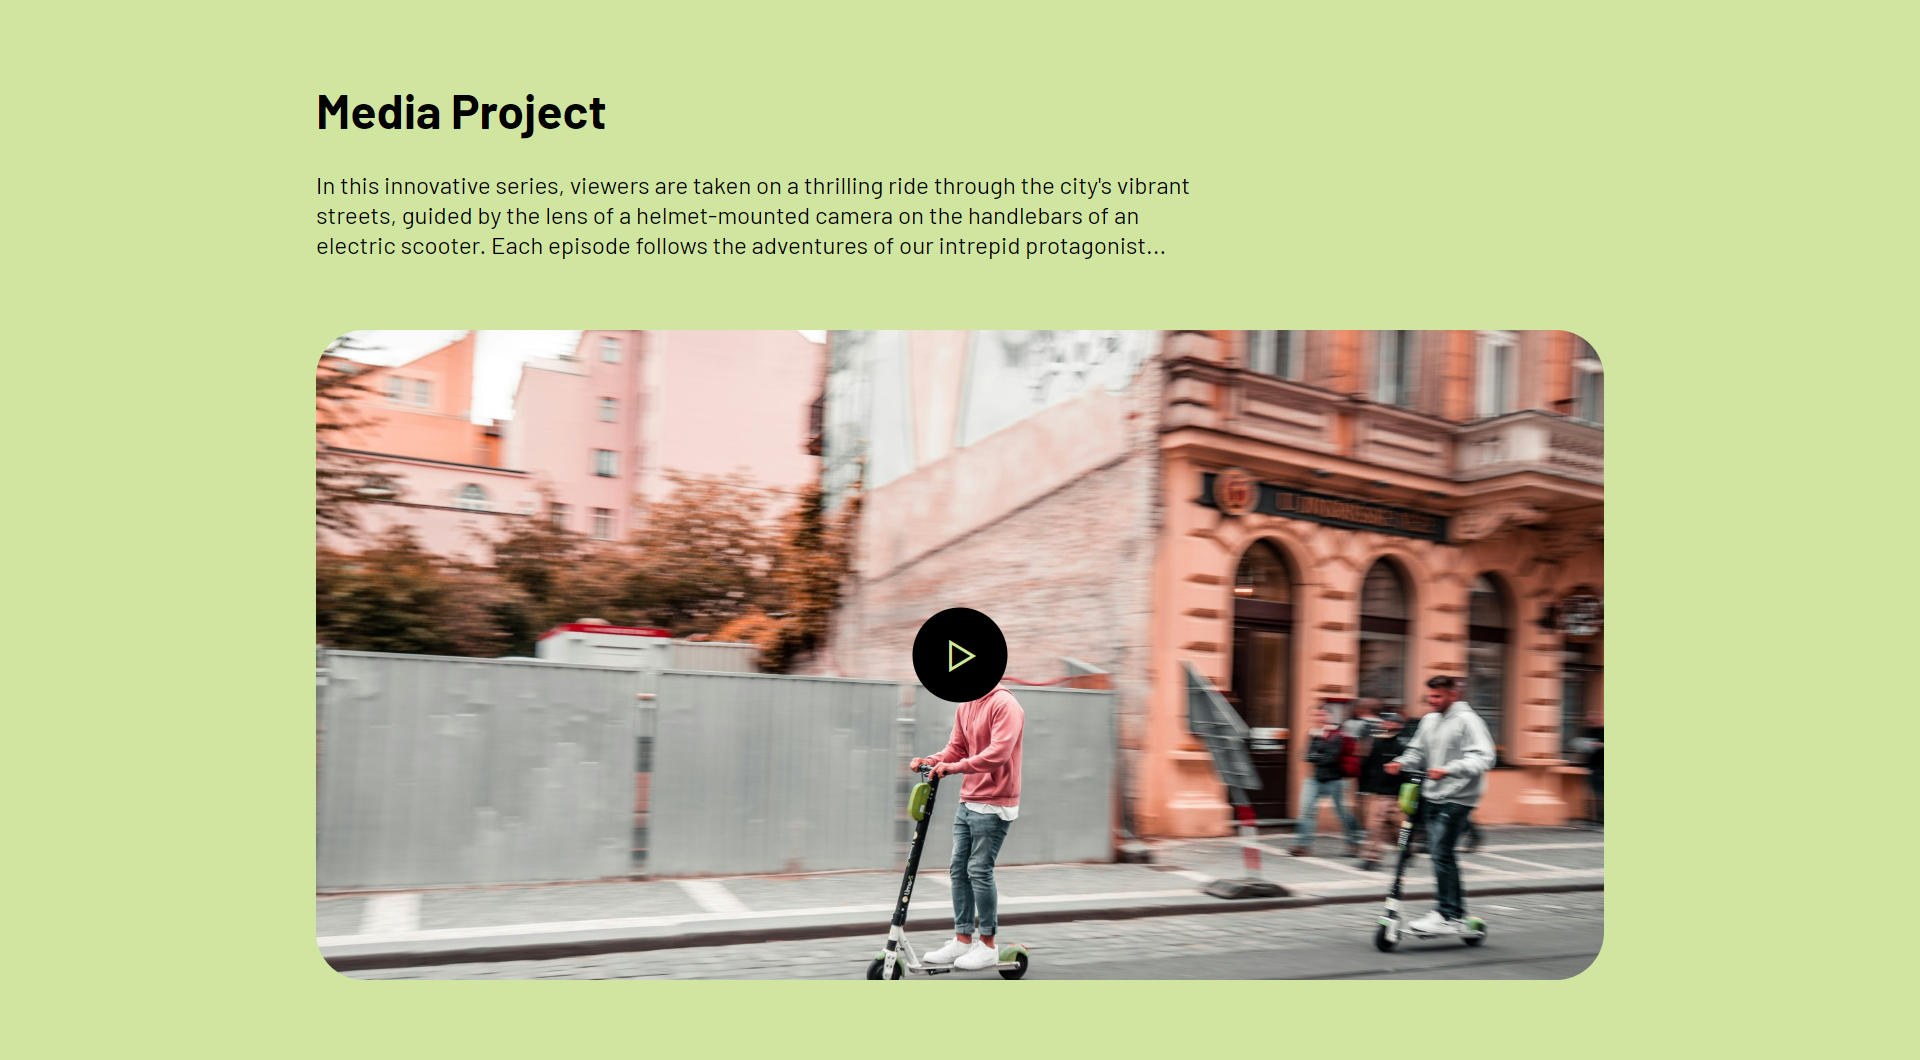 Media Project
In this innovative series, viewers are taken on a thrilling ride through the city's vibrant
streets, guided by the lens of a helmet-mounted camera on the handlebars of an
electric scooter. Each episode follows the adventures of our intrepid protagonist...